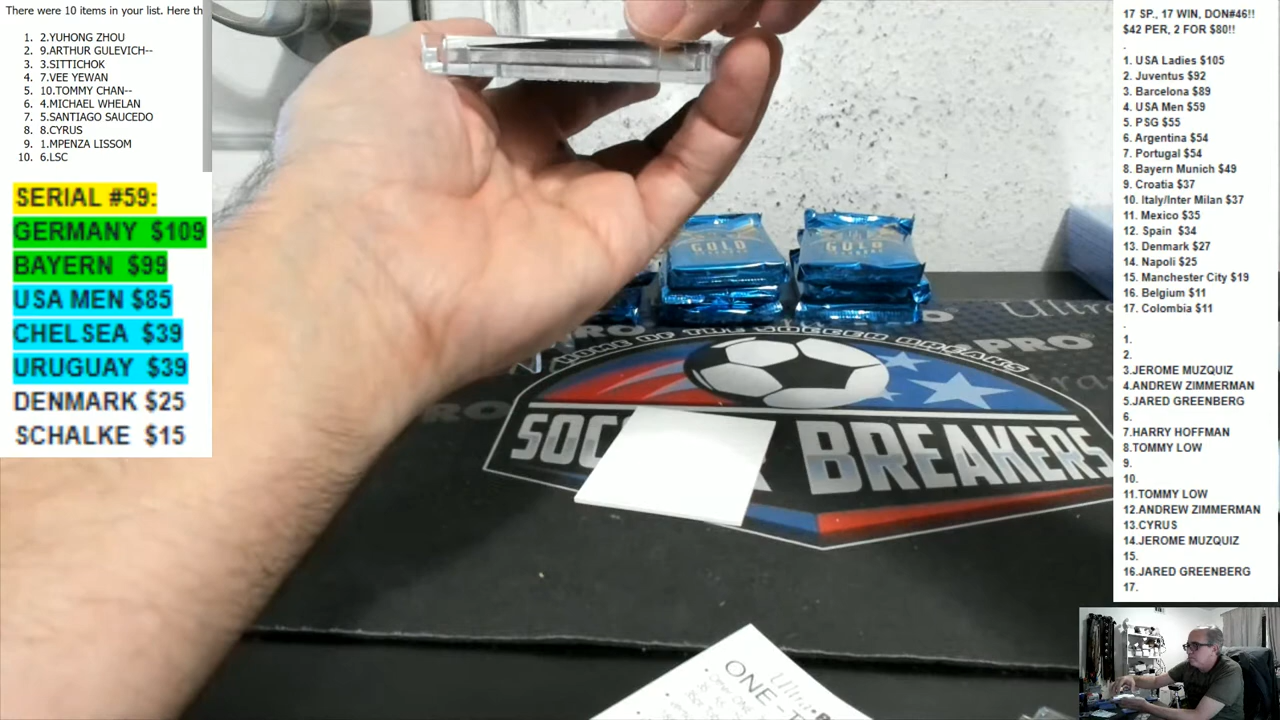 There were 10 items in your list. Here th
1. 2.YUHONG ZHOU
2. 9.ARTHUR GULEVICH--
3. 3.SITTICHOK
4. 7.VEE YEWAN
5. 10.TOMMY CHAN--
6. 4.MICHAEL WHELAN
7. 5.SANTIAGO SAUCEDO
8. 8.CYRUS
9. 1.MPENZA LISSOM
10. 6.LSC
SERIAL #59:
GERMANY $109
BAYERN $99
USA MEN $85
CHELSEA $39
URUGUAY $39
DENMARK $25
SCHALKE $15
GOLD
GOLD
Ultra
PRO
PRO
HOME OF THE SOCCER BREAKS
SOC
BREAKERS
Ultra PRO
ONE-T
17 SP., 17 WIN, DON#46!!
$42 PER, 2 FOR $80!!
.
1. USA Ladies $105
2. Juventus $92
3. Barcelona $89
4. USA Men $59
5. PSG $55
6. Argentina $54
7. Portugal $54
8. Bayern Munich $49
9. Croatia $37
10. Italy/Inter Milan $37
11. Mexico $35
12. Spain $34
13. Denmark $27
14. Napoli $25
15. Manchester City $19
16. Belgium $11
17. Colombia $11
.
1.
2.
3.JEROME MUZQUIZ
4.ANDREW ZIMMERMAN
5.JARED GREENBERG
6.
7.HARRY HOFFMAN
8.TOMMY LOW
9.
10.
11.TOMMY LOW
12.ANDREW ZIMMERMAN
13.CYRUS
14.JEROME MUZQUIZ
15.
16.JARED GREENBERG
17.